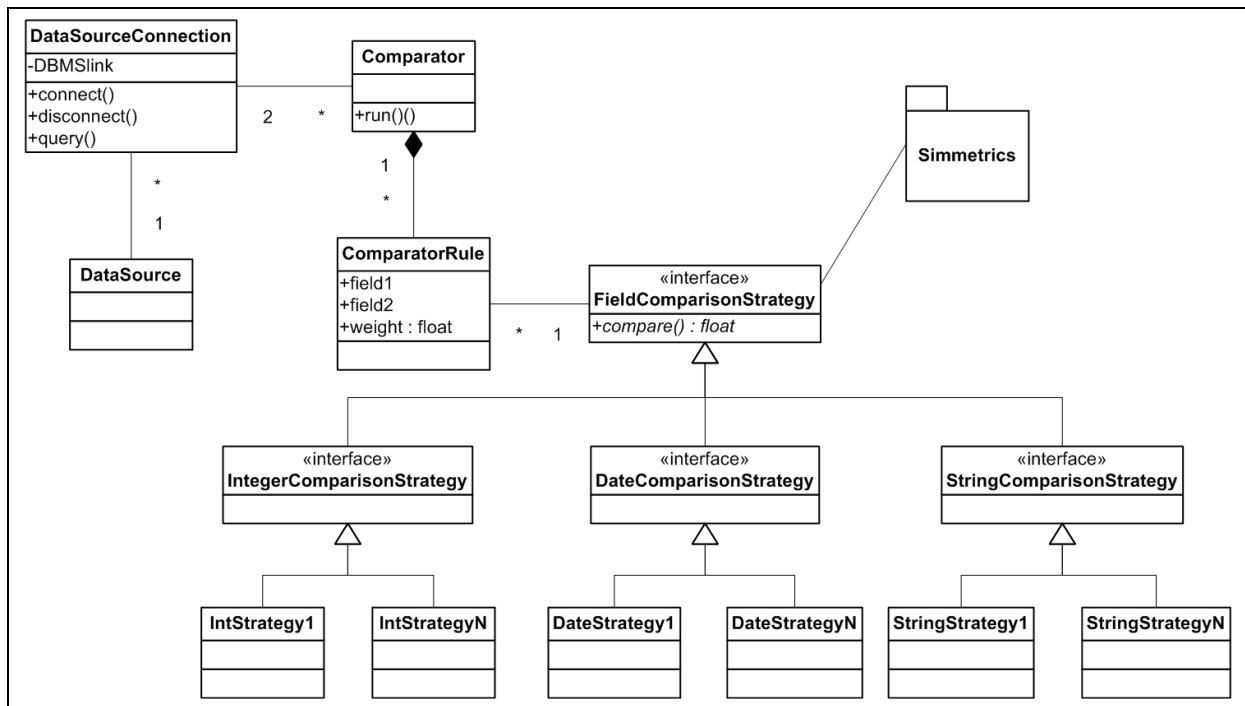 DataSourceConnection
-DBMSlink
+connect()
+disconnect()
+query()
2
*
Comparator
+run()()
1
*
Simmetrics
*
1
DataSource
ComparatorRule
+field1
+field2
+weight : float
*
1
«interface»
FieldComparisonStrategy
+compare() : float
«interface»
IntegerComparisonStrategy
«interface»
DateComparisonStrategy
«interface»
StringComparisonStrategy
IntStrategy1
IntStrategyN
DateStrategy1
DateStrategyN
StringStrategy1
StringStrategyN